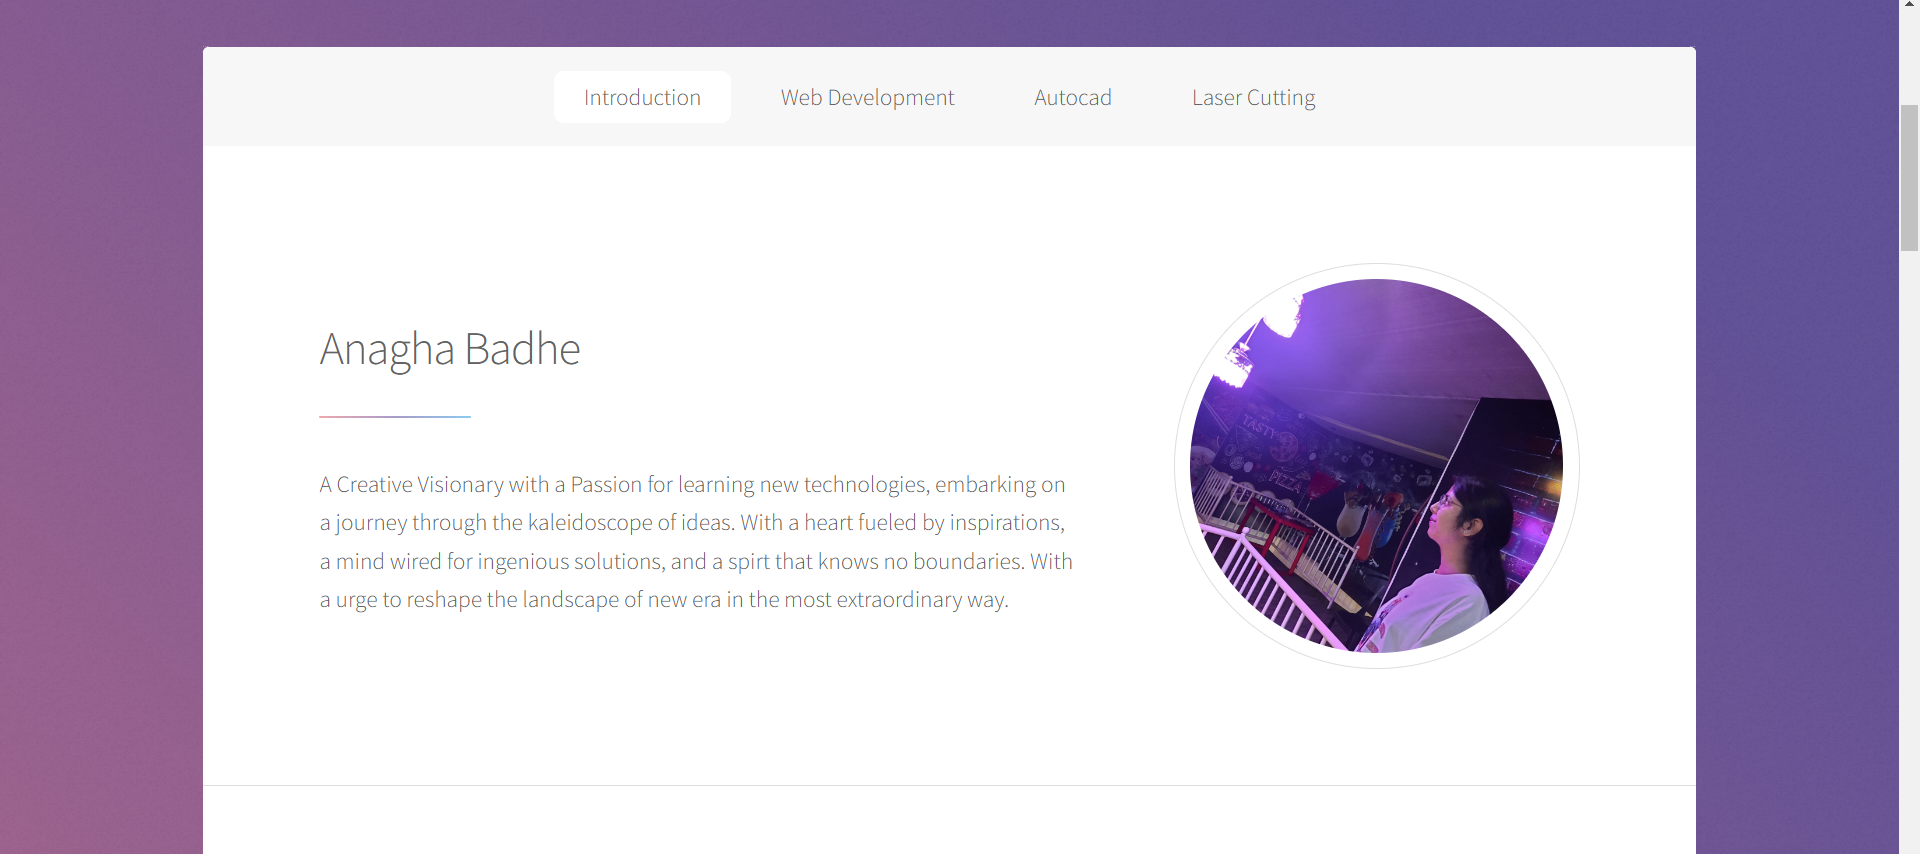 Introduction Web Development Autocad Laser Cutting
Anagha Badhe
A Creative Visionary with a Passion for learning new technologies, embarking on
a journey through the kaleidoscope of ideas. With a heart fueled by inspirations,
a mind wired for ingenious solutions, and a spirt that knows no boundaries. With
a urge to reshape the landscape of new era in the most extraordinary way.
TASTY
PIZZA